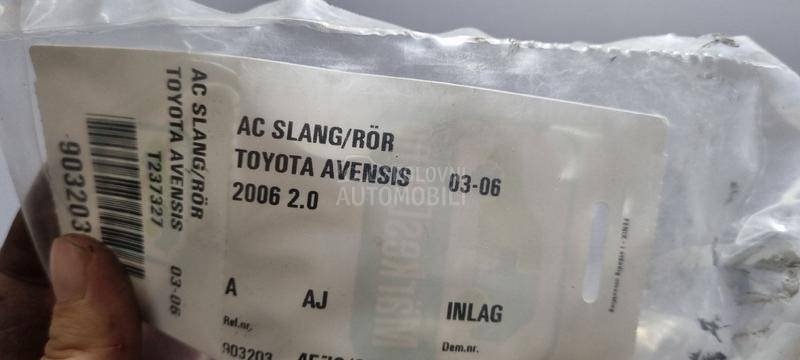 AC SLANG/RÖR
TOYOTA AVENSIS 03-06
2006 2.0
A AJ INLAG
Ref.nr. Dem.nr.
903203
AC SLANG/RÖR
TOYOTA AVENSIS 03-06
T237327
903203
POLOVNI
AUTOMOBILI